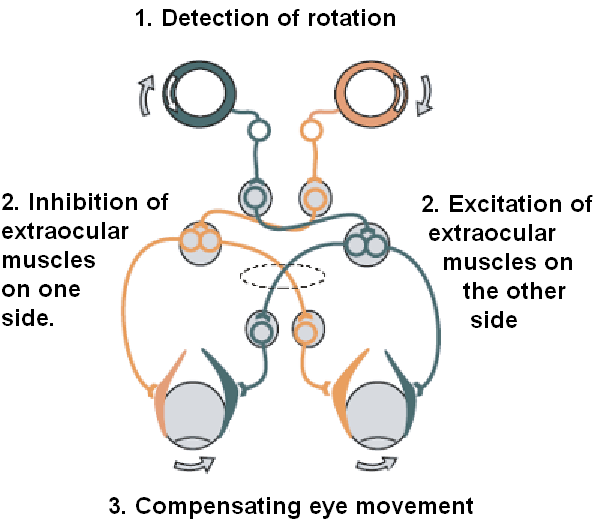 1. Detection of rotation
2. Inhibition of
extraocular
muscles
on one
side.
2. Excitation of
extraocular
muscles on
the other
side
3. Compensating eye movement